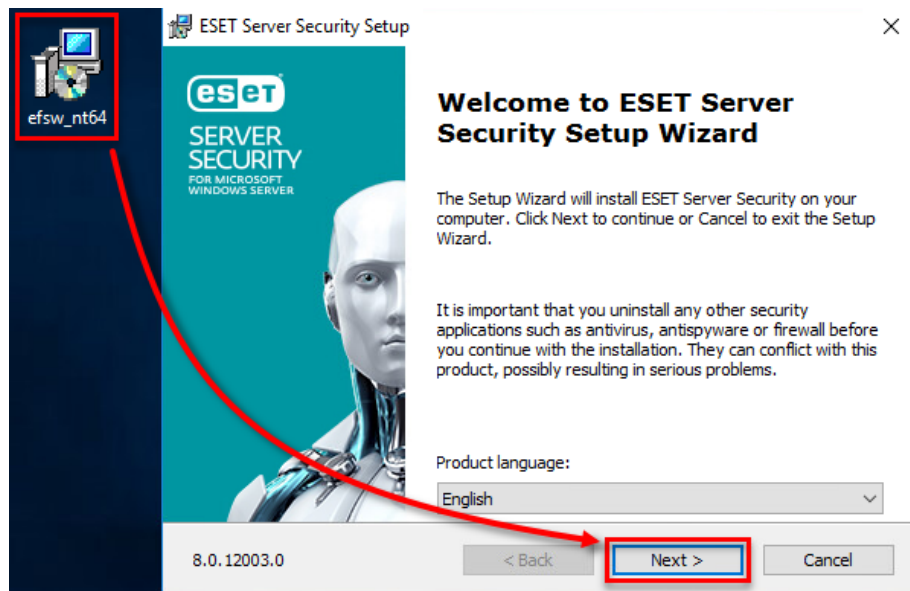 efsw_nt64
ESET Server Security Setup
eset
SERVER
SECURITY
FOR MICROSOFT
WINDOWS SERVER
Welcome to ESET Server
Security Setup Wizard
The Setup Wizard will install ESET Server Security on your
computer. Click Next to continue or Cancel to exit the Setup
Wizard.
It is important that you uninstall any other security
applications such as antivirus, antispyware or firewall before
you continue with the installation. They can conflict with this
product, possibly resulting in serious problems.
Product language:
English
8.0.12003.0
< Back
Next >
Cancel